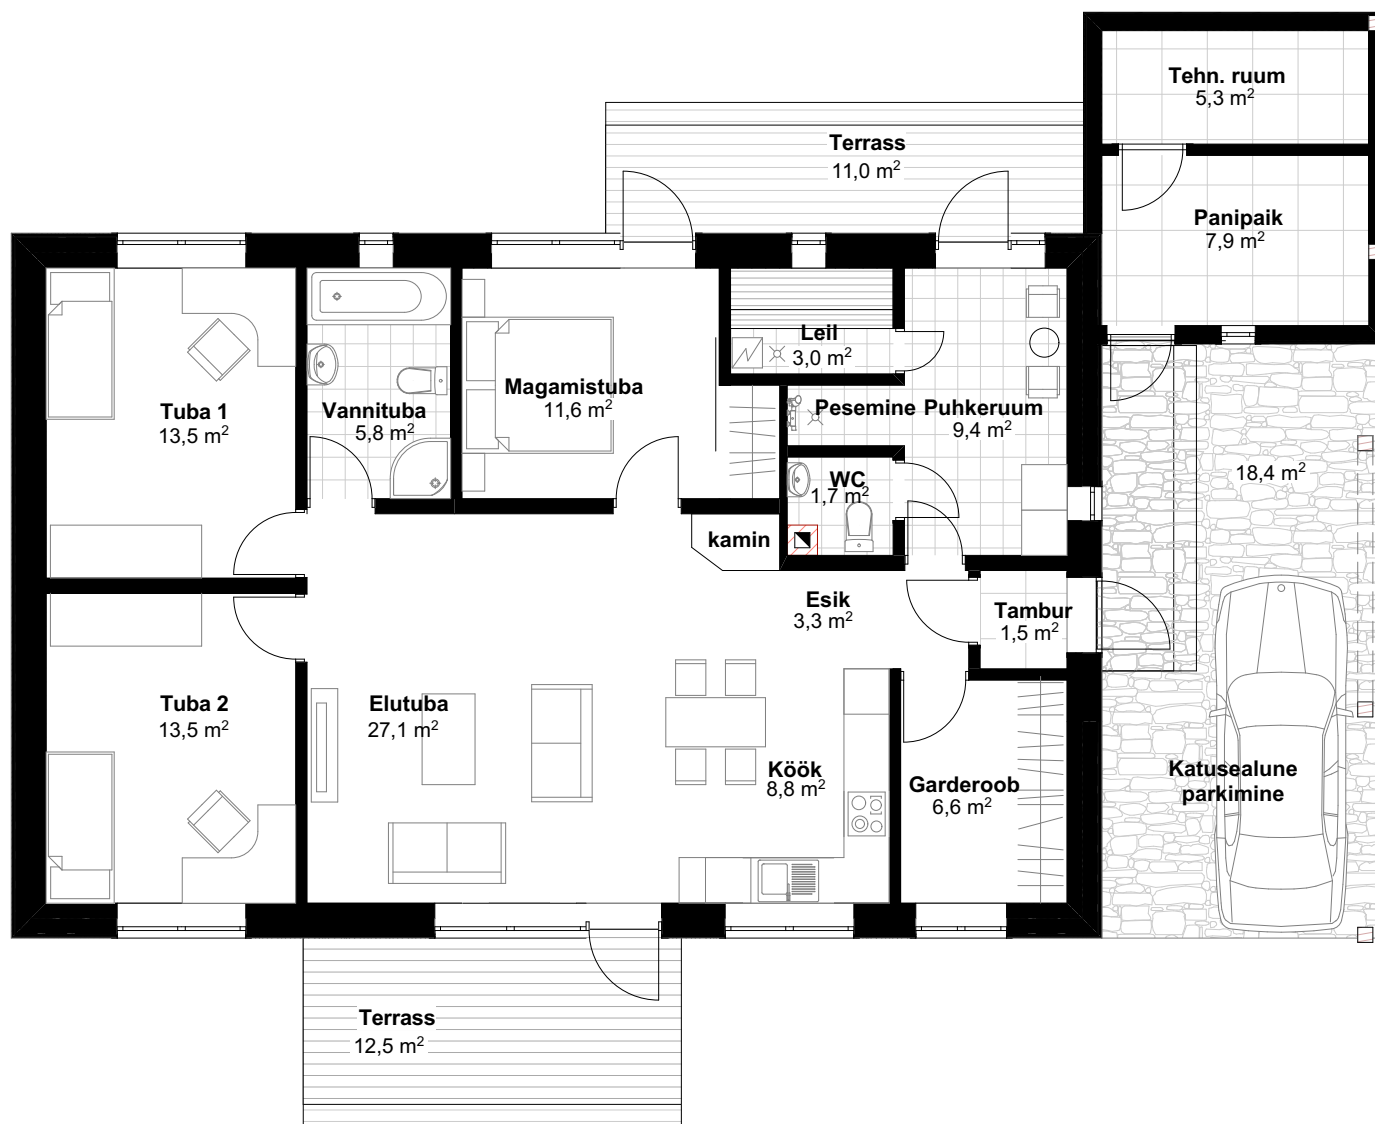 Tehn. ruum
5,3 m²
Terrass
11,0 m²
Panipaik
7,9 m²
Leil
3,0 m²
Magamistuba
11,6 m²
Tuba 1
13,5 m²
Vannituba
5,8 m²
Pesemine Puhkeruum
9,4 m²
WC
1,7 m²
18,4 m²
kamin
Esik
3,3 m²
Tambur
1,5 m²
Tuba 2
13,5 m²
Elutuba
27,1 m²
Köök
8,8 m²
Garderoob
6,6 m²
Katusealune
parkimine
Terrass
12,5 m²